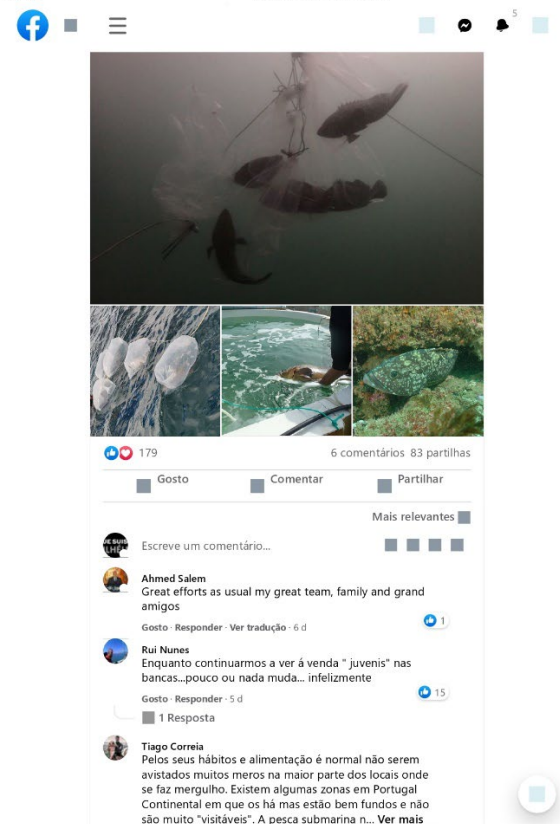 5
179
6 comentários 83 partilhas
Gosto Comentar Partilhar
Mais relevantes
JE SUIS
Escreve um comentário...
Ahmed Salem
Great efforts as usual my great team, family and grand
amigos
Gosto · Responder · Ver tradução · 6 d
1
Rui Nunes
Enquanto continuarmos a ver á venda " juvenis" nas
bancas...pouco ou nada muda... infelizmente
Gosto · Responder · 5 d
15
1 Resposta
Tiago Correia
Pelos seus hábitos e alimentação é normal não serem
avistados muitos meros na maior parte dos locais onde
se faz mergulho. Existem algumas zonas em Portugal
Continental em que os há mas estão bem fundos e não
são muito "visitáveis". A pesca submarina n... Ver mais